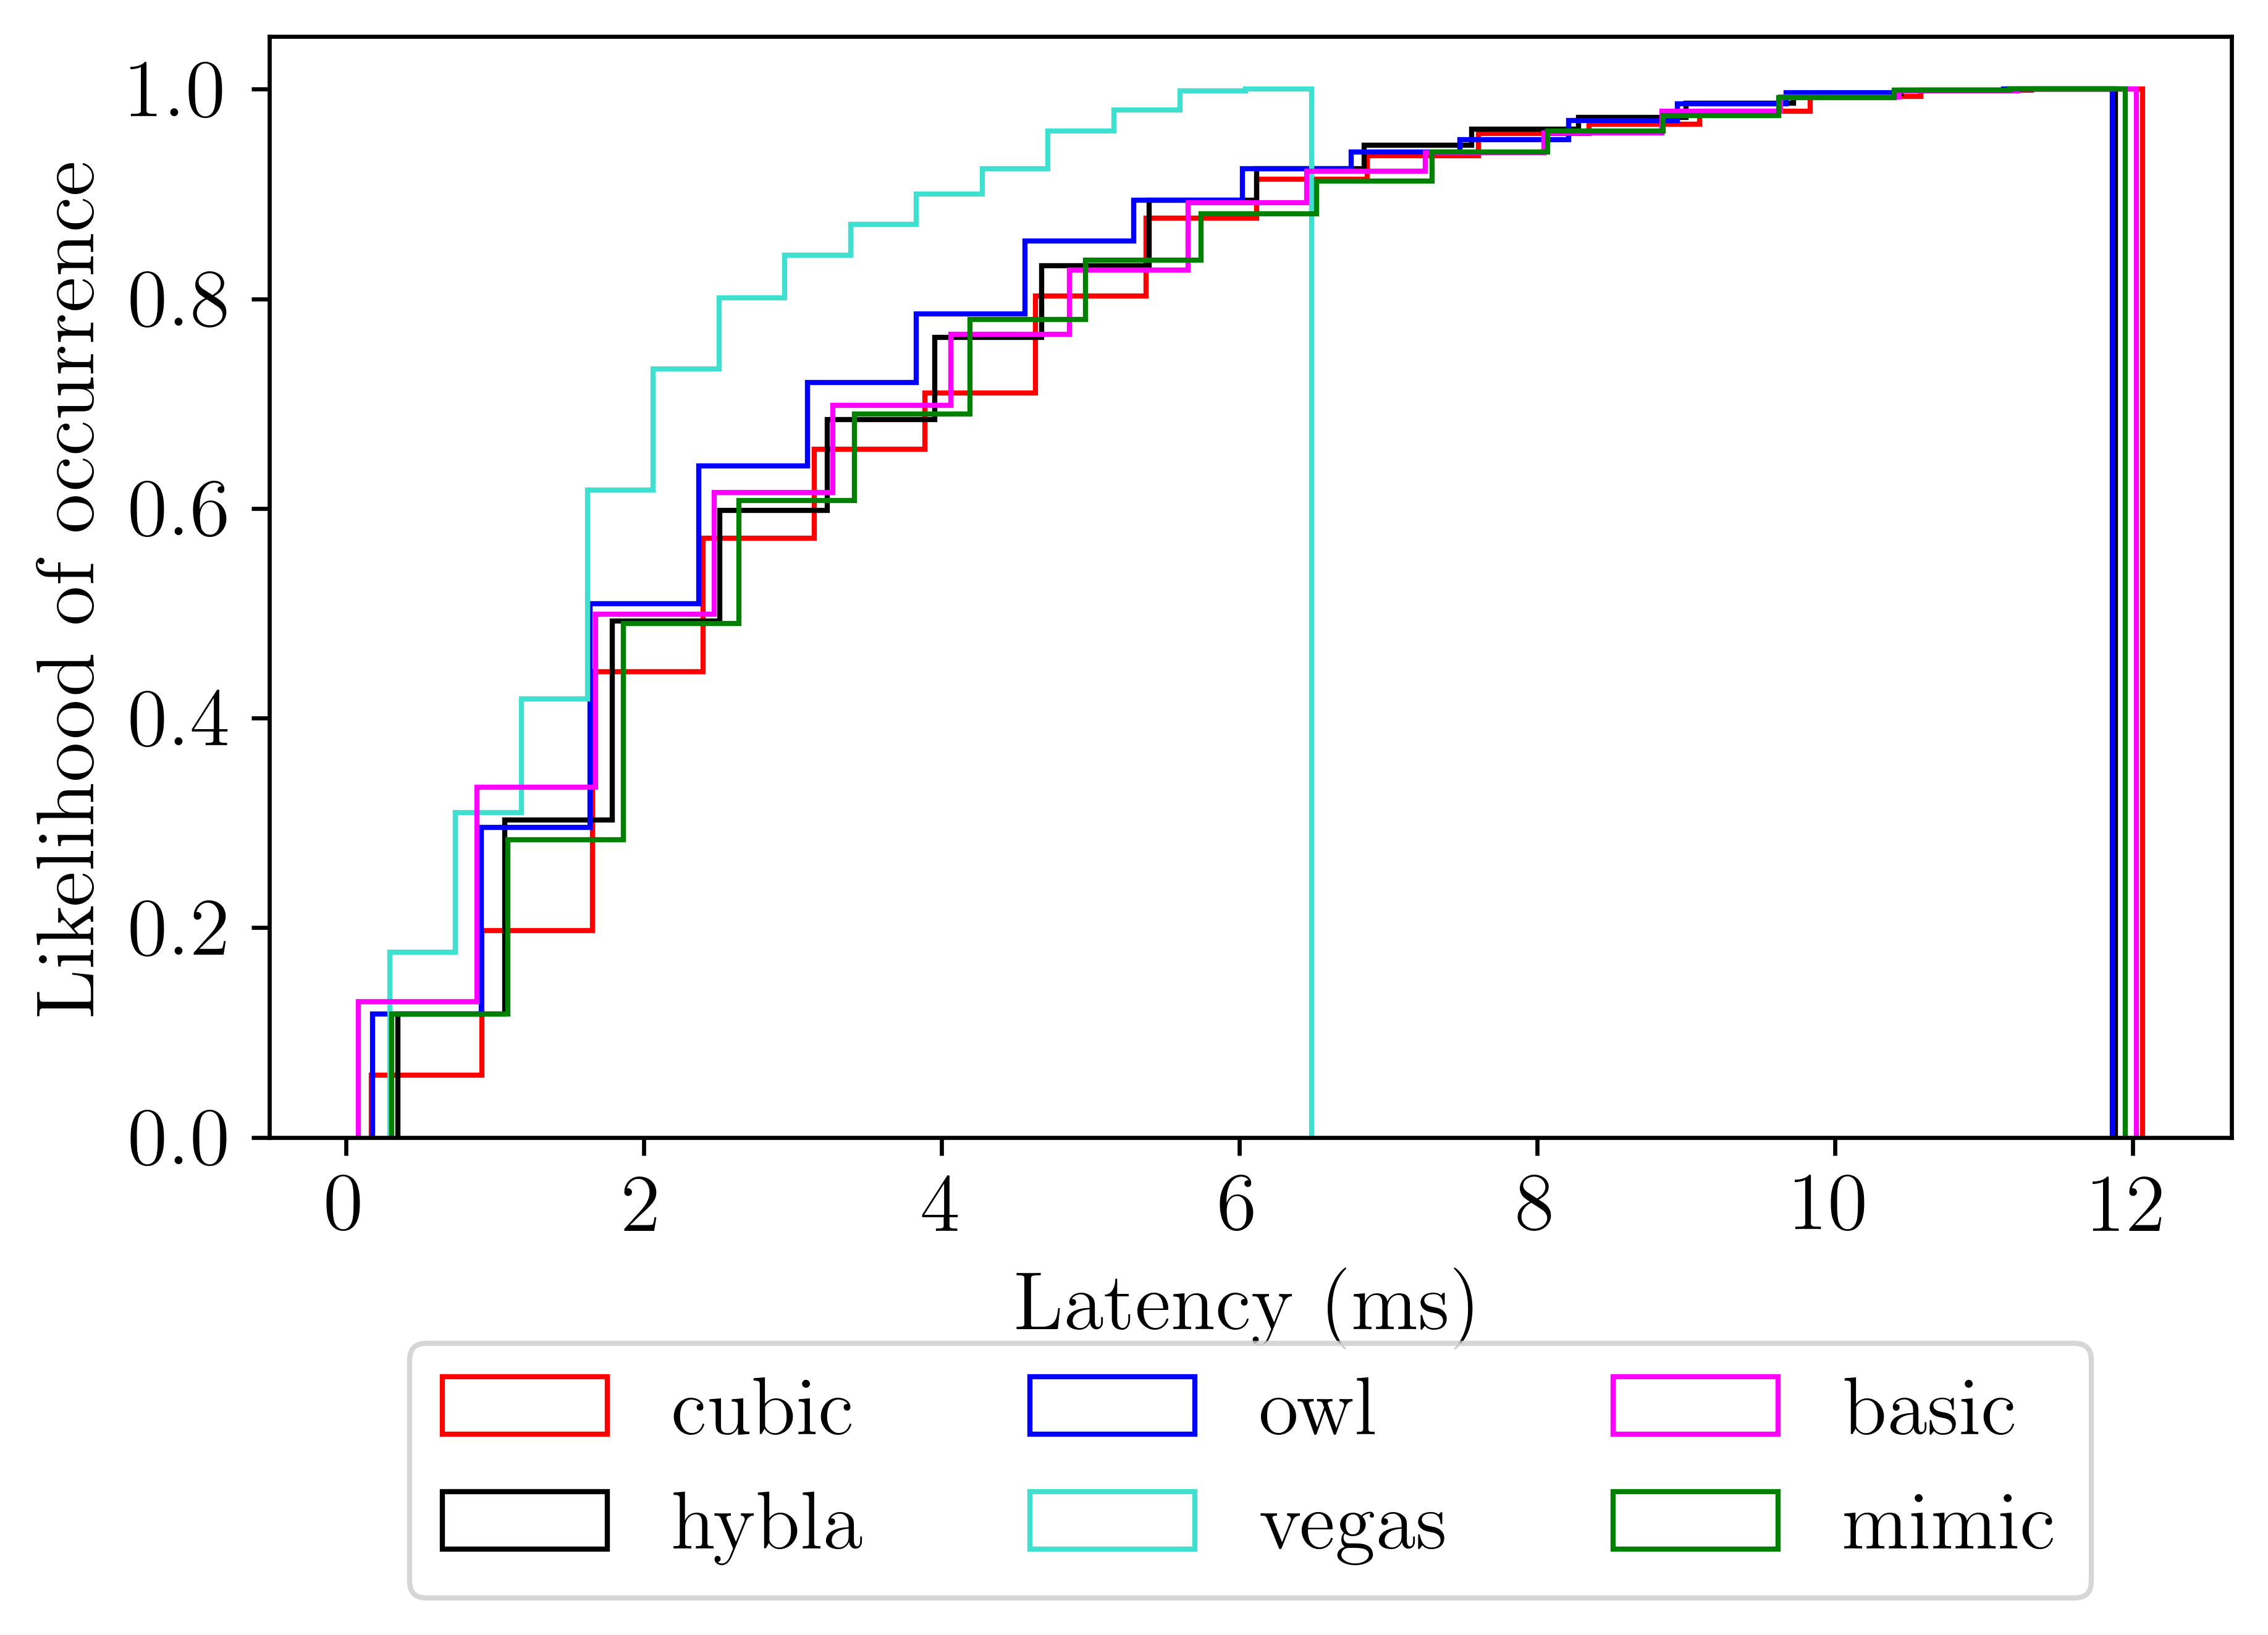 Likelihood of occurrence
1.0
0.8
0.6
0.4
0.2
0.0
0 2 4 6 8 10 12
Latency (ms)
cubic owl basic
hybla vegas mimic